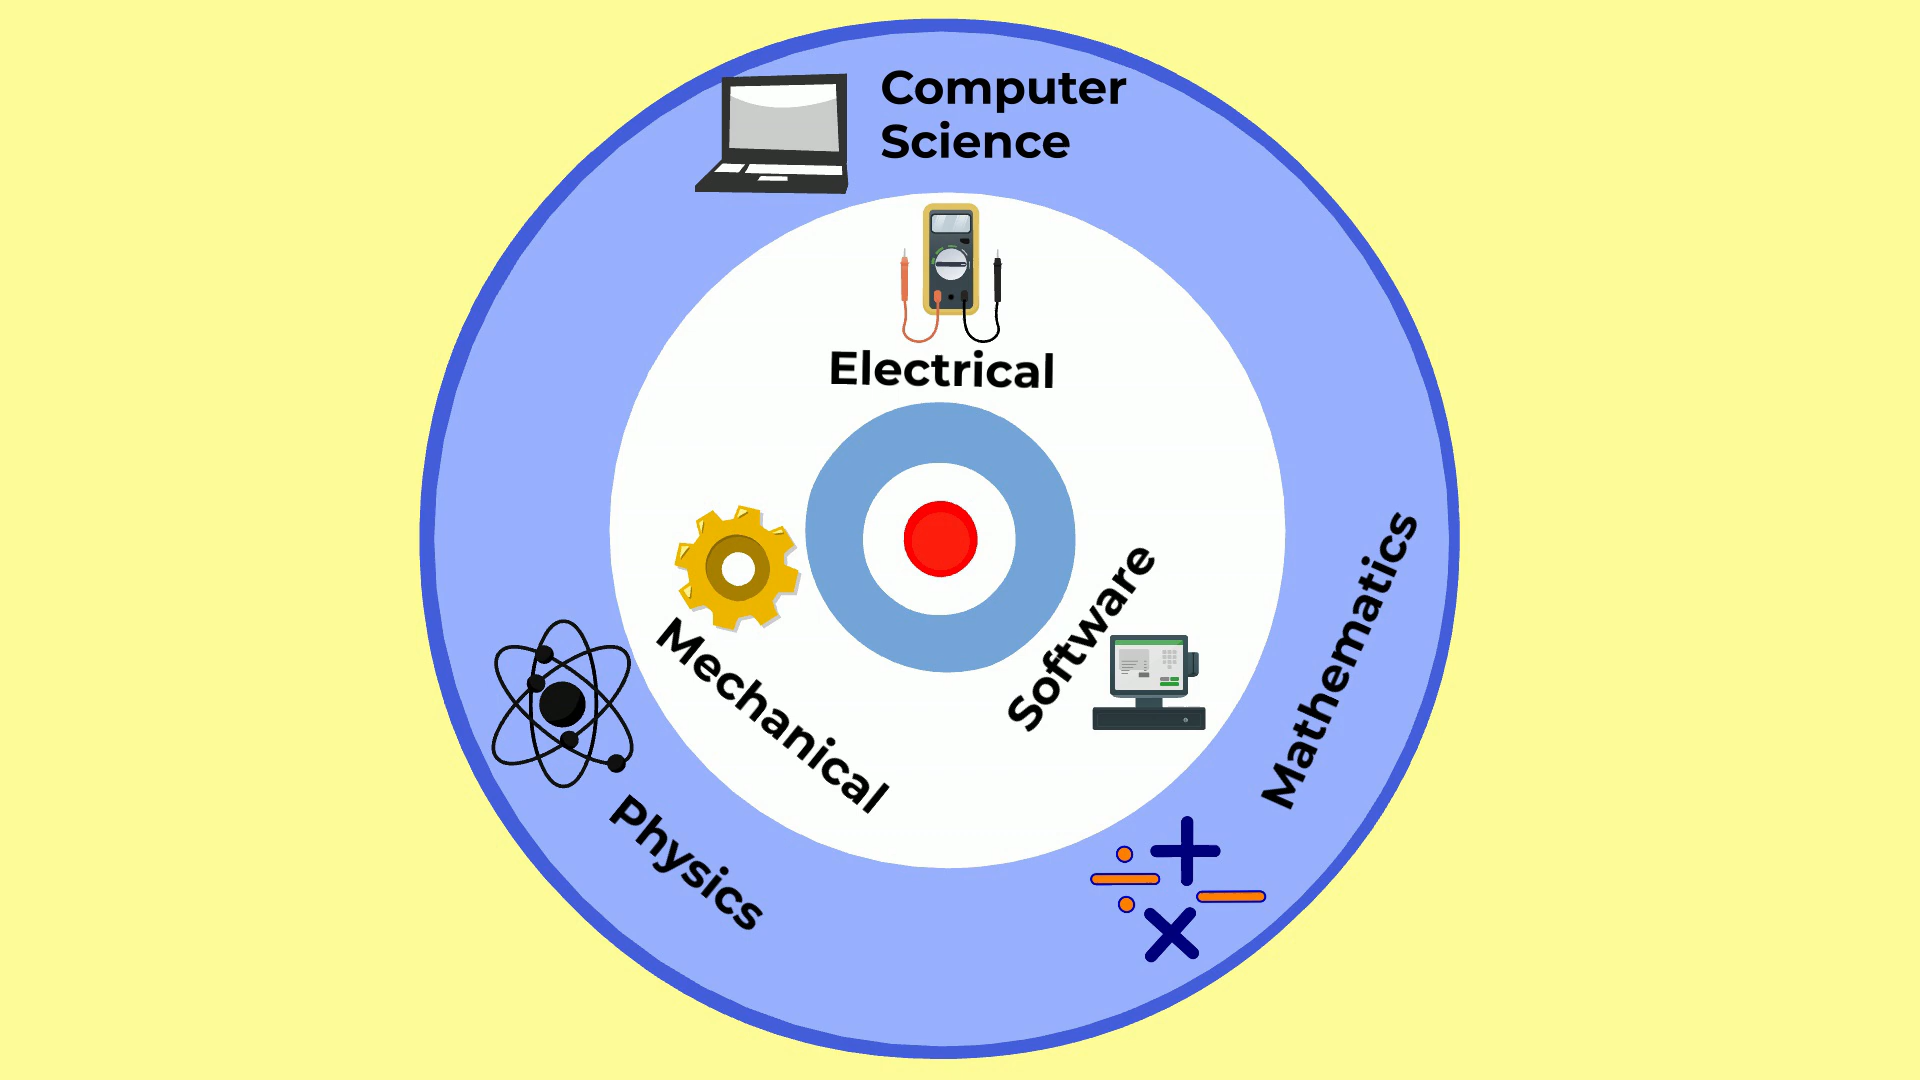 Computer
Science
Electrical
Software
Mechanical
Mathematics
Physics